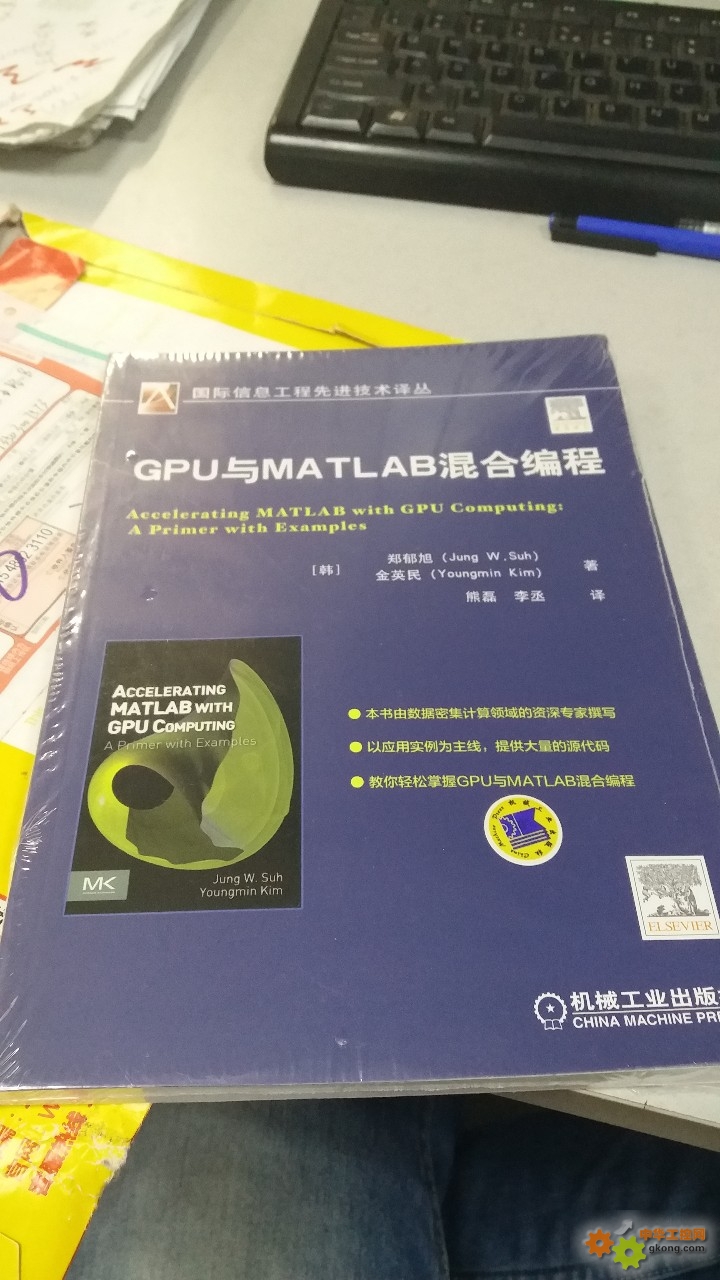 国际信息工程先进技术译丛
GPU与MATLAB混合编程
Accelerating MATLAB with GPU Computing:
A Primer with Examples
[韩]
郑郁旭 (Jung W.Suh)
金英民 (Youngmin Kim)
著
熊磊 李丞 译
ACCELERATING
MATLAB WITH
GPU COMPUTING
A Primer with Examples
MK
Jung W. Suh
Youngmin Kim
● 本书由数据密集计算领域的资深专家撰写
● 以应用实例为主线，提供大量的源代码
● 教你轻松掌握GPU与MATLAB混合编程
ELSEVIER
机械工业出版
CHINA MACHINE PRE
中华工控网
gkong.com